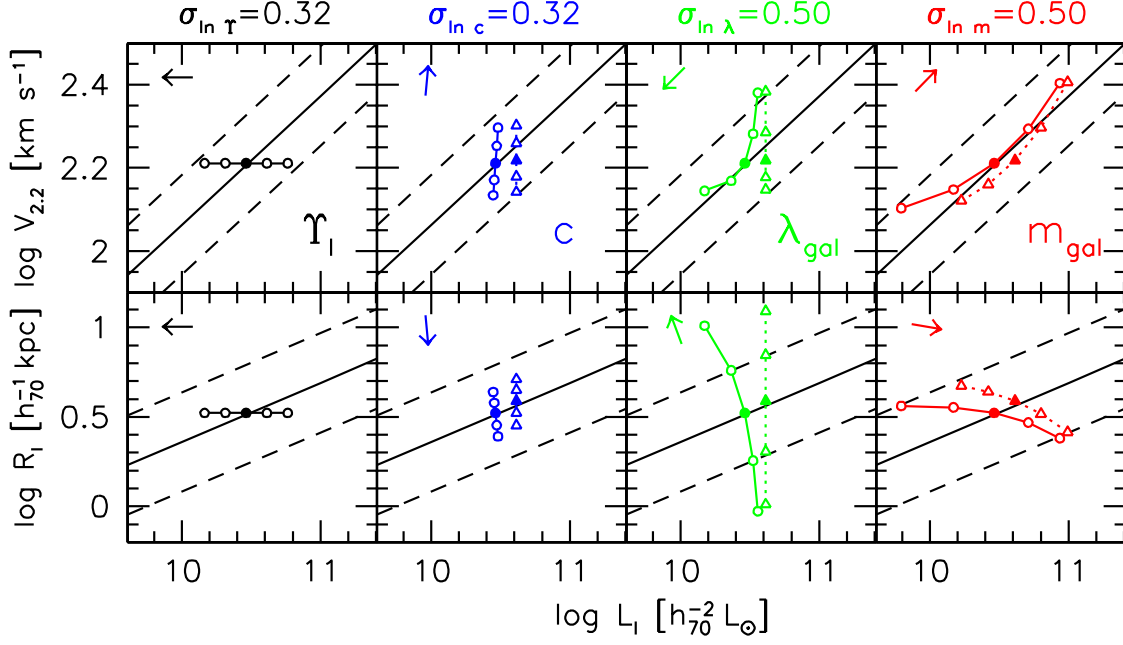 σ_ln ϒ=0.32 σ_ln c=0.32 σ_ln λ=0.50 σ_ln m=0.50
log V_2.2 [km s⁻¹]
2.4
2.2
2
ϒ_I c λ_gal m_gal
log R_I [h_70^-1 kpc]
1
0.5
0
10 11 10 11 10 11 10 11
log L_I [h_70^-2 L_⊙]